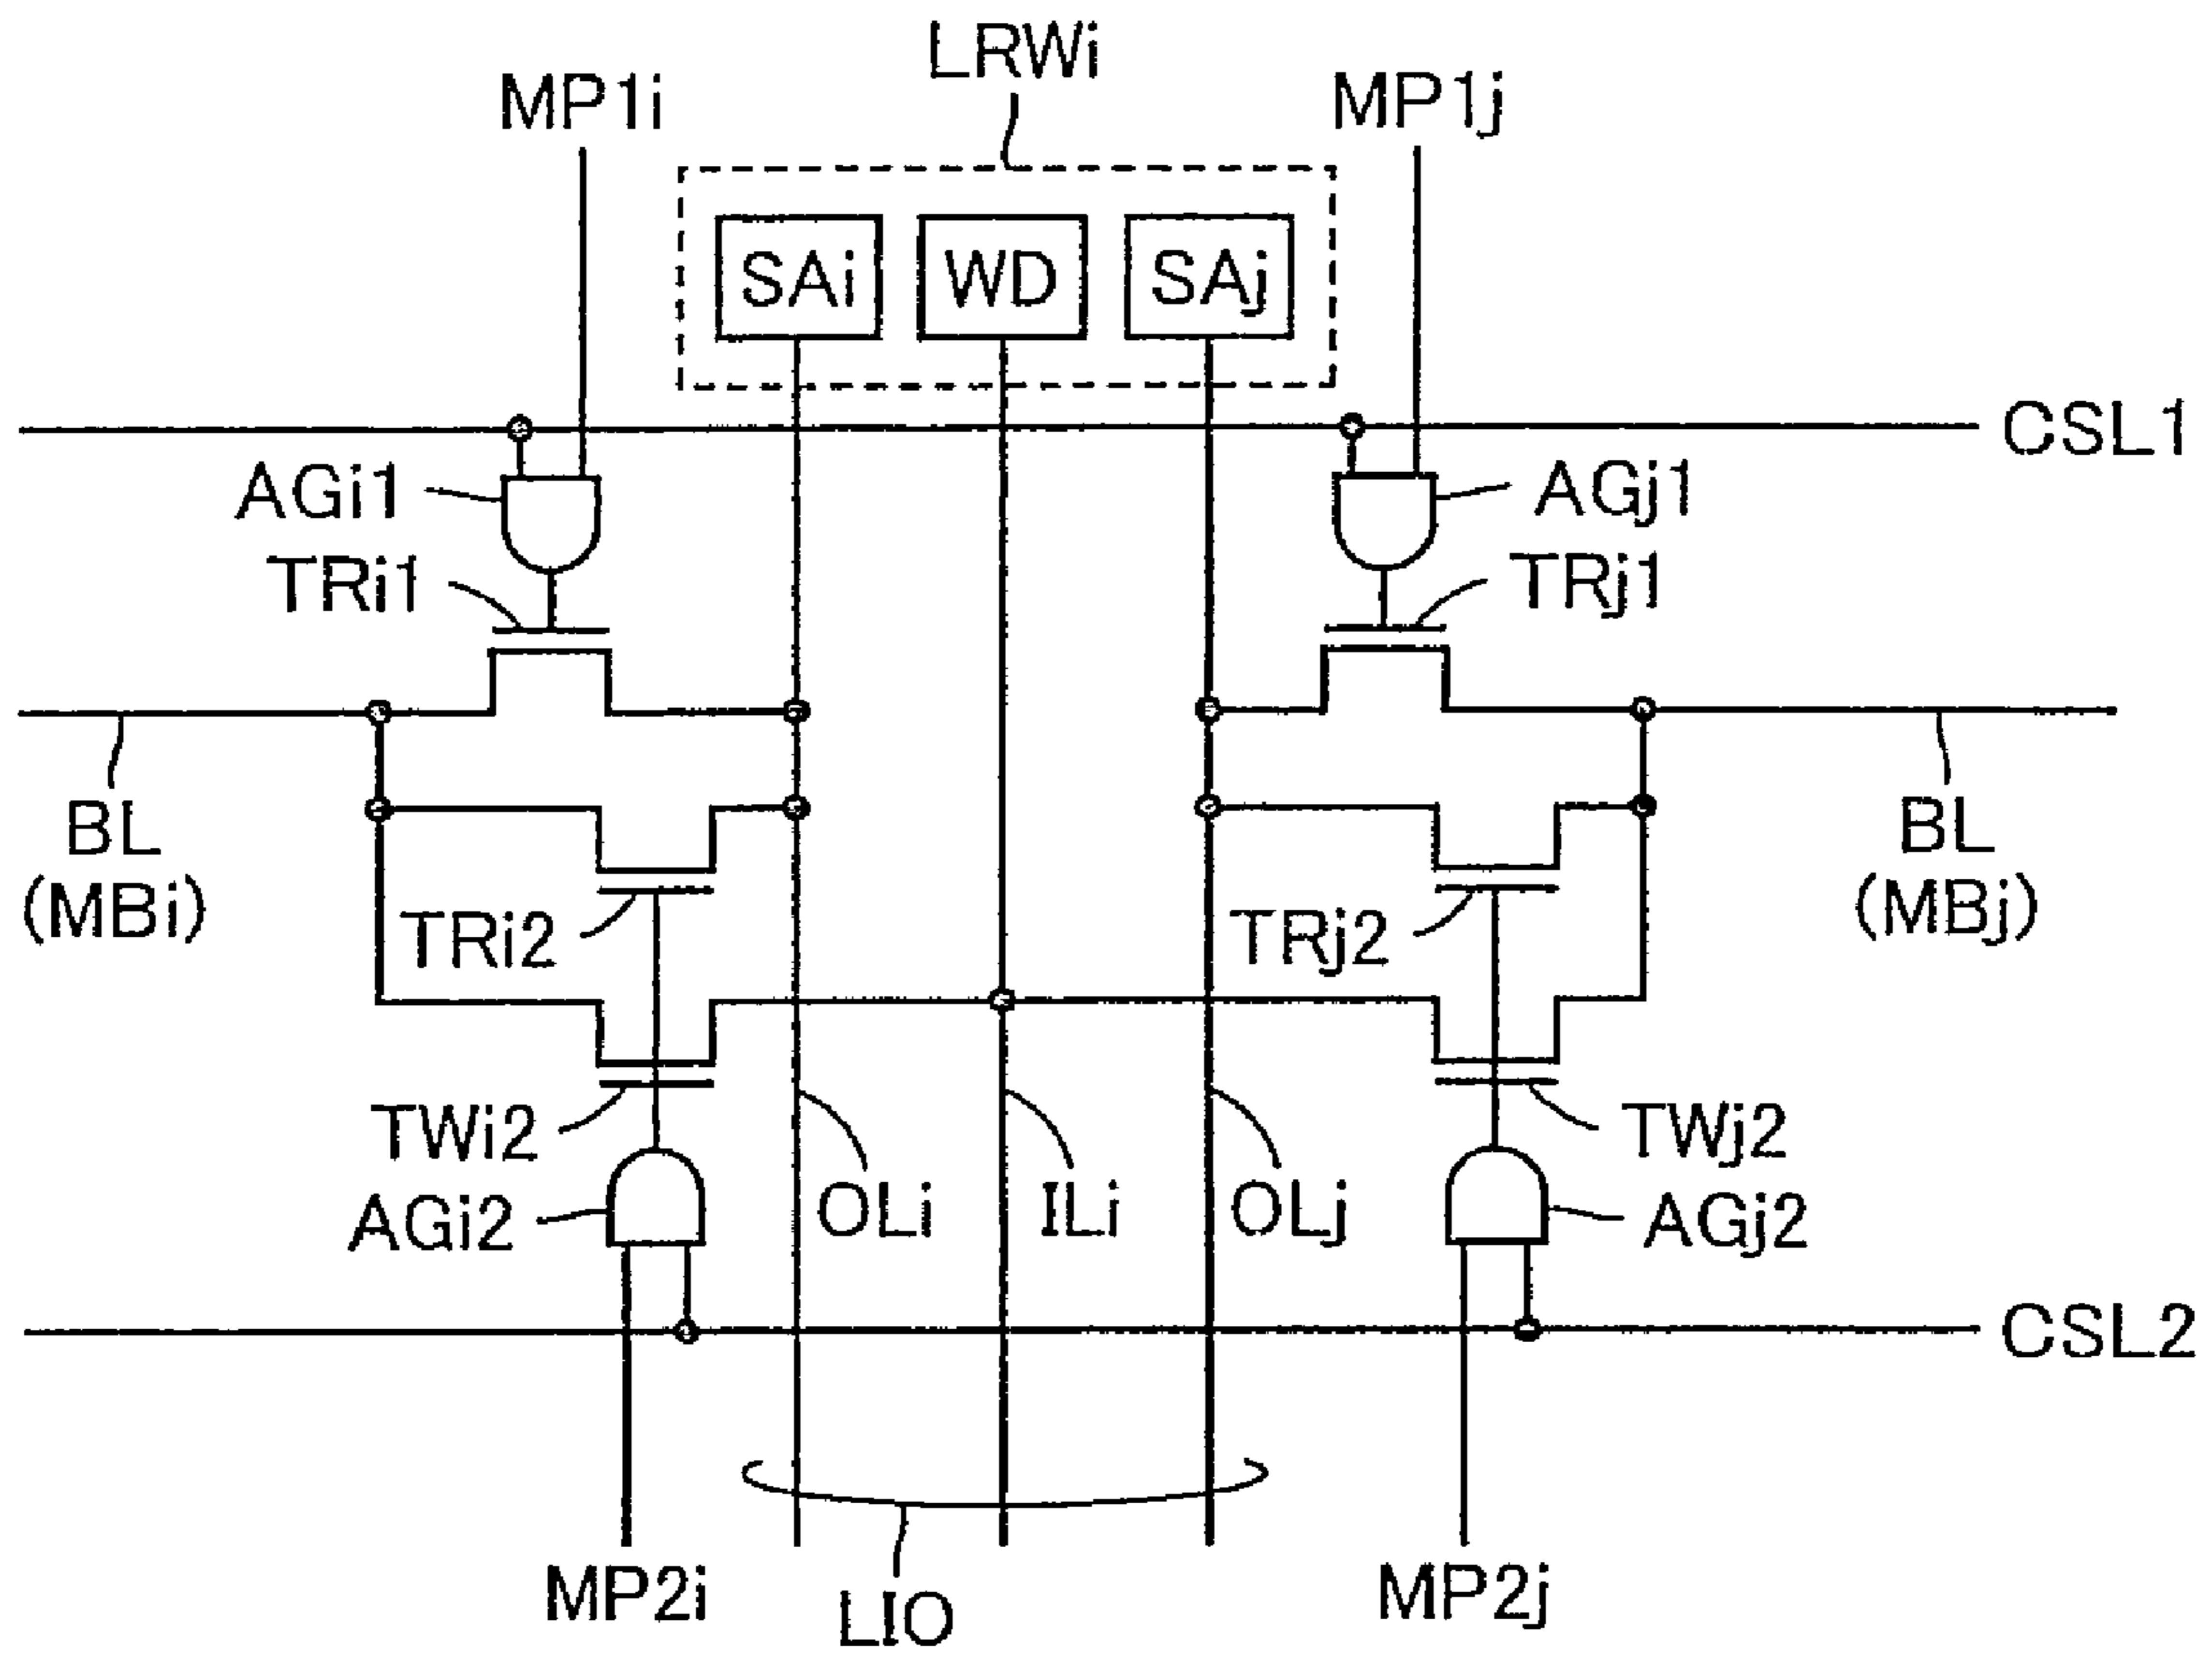 LRWi
MP1i
MP1j
SAi
WD
SAj
CSL1
AGi1
AGj1
TRi1
TRj1
BL
(MBi)
BL
(MBj)
TRi2
TRj2
TWi2
TWj2
OLi
ILi
OLj
AGi2
AGj2
CSL2
MP2i
MP2j
LIO